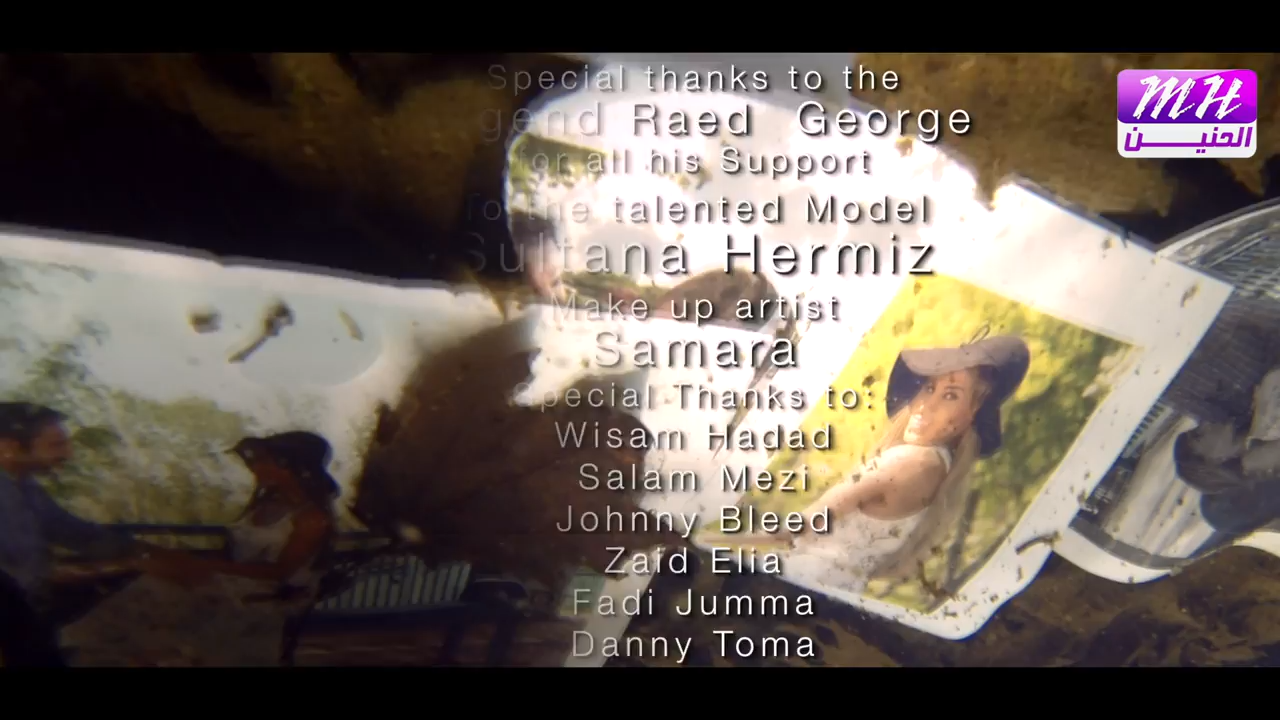 Special thanks to the
gend Raed George
for all his Support
To the talented Model
Sultana Hermiz
Make up artist
Samara
Special Thanks to:
Wisam Hadad
Salam Mezi
Johnny Bleed
Zaid Elia
Fadi Jumma
Danny Toma
MH
الحنين